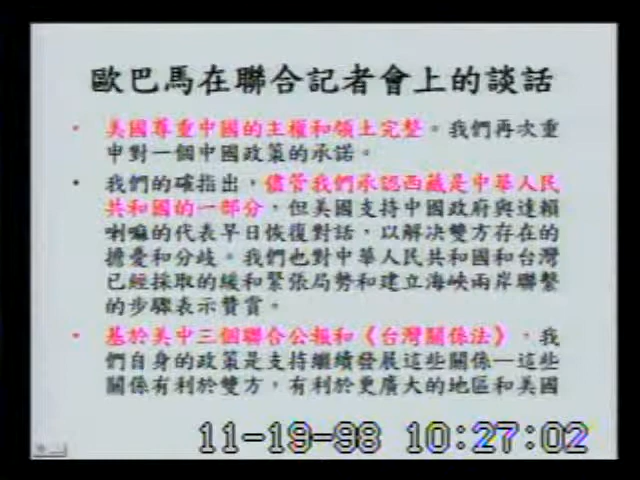 歐巴馬在聯合記者會上的談話
• 美國尊重中國的主權和領土完整。我們再次重
申對一個中國政策的承諾。
• 我們的確指出，儘管我們承認西藏是中華人民
共和國的一部分，但美國支持中國政府與達賴
喇嘛的代表早日恢復對話，以解決雙方存在的
擔憂和分歧。我們也對中華人民共和國和台灣
已經採取的緩和緊張局勢和建立海峽兩岸聯繫
的步驟表示贊賞。
• 基於美中三個聯合公報和《台灣關係法》，我
們自身的政策是支持繼續發展這些關係—這些
關係有利於雙方，有利於更廣大的地區和美國
11-19-98 10:27:02